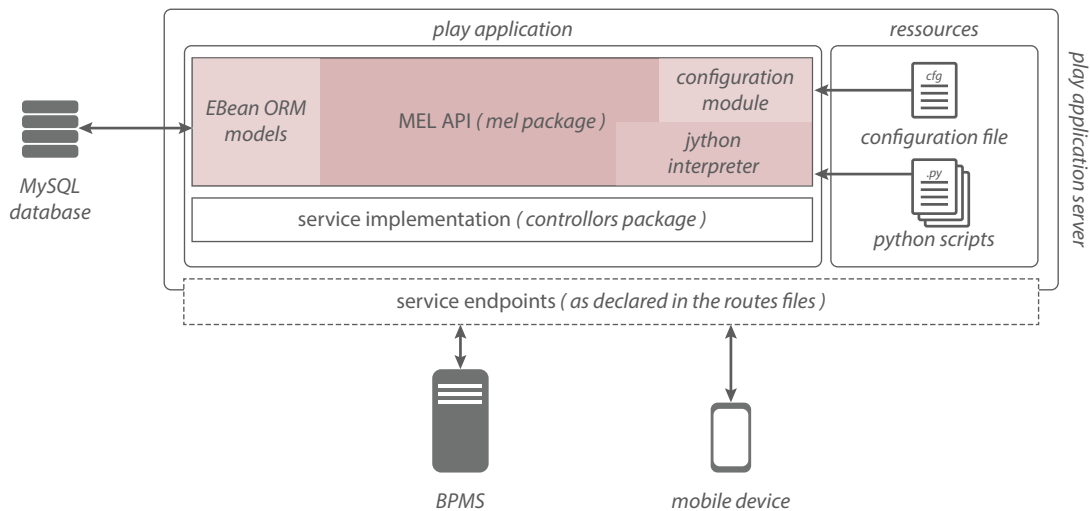 play application
ressources
play application server
EBean ORM
models
MEL API ( mel package )
configuration
module
jython
interpreter
cfg
configuration file
.py
python scripts
MySQL
database
service implementation ( controllors package )
service endpoints ( as declared in the routes files )
BPMS
mobile device